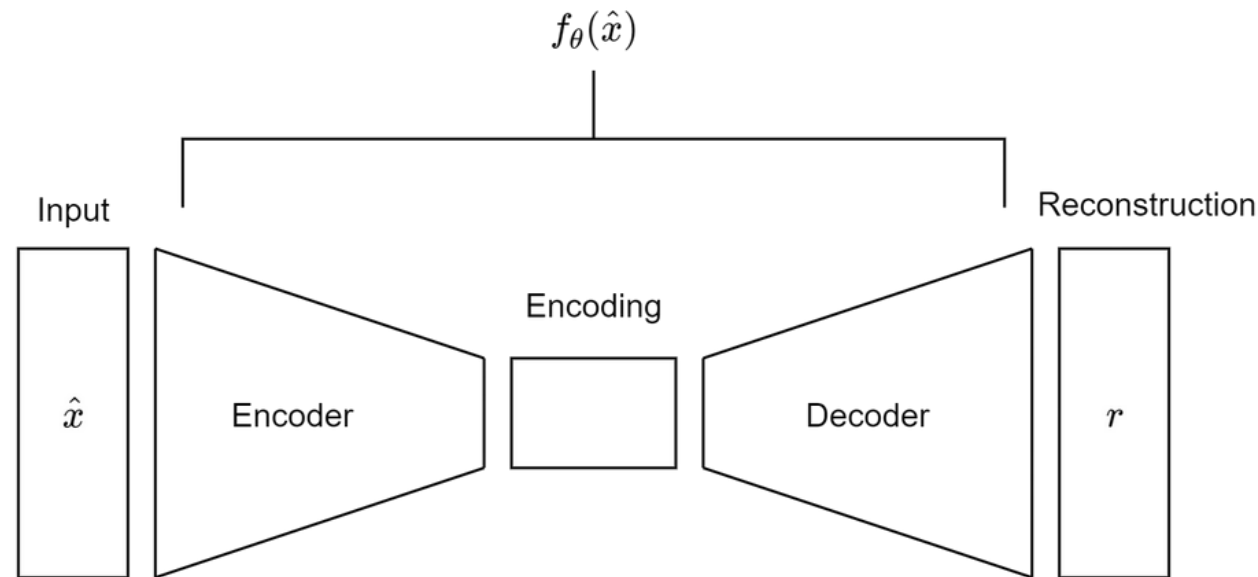 f_θ(x̂)
Input
Reconstruction
Encoding
x̂
Encoder
Decoder
r